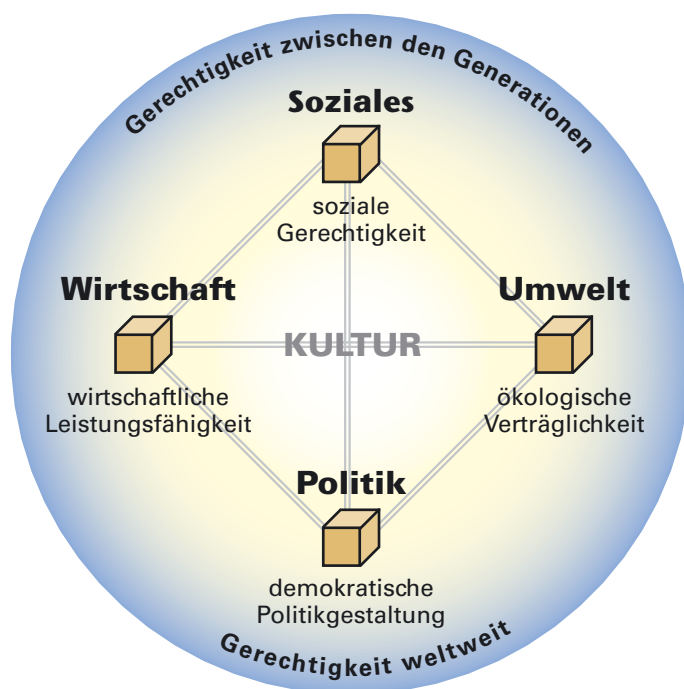 Gerechtigkeit zwischen den Generationen
Soziales
soziale
Gerechtigkeit
Wirtschaft
wirtschaftliche
Leistungsfähigkeit
KULTUR
Umwelt
ökologische
Verträglichkeit
Politik
demokratische
Politikgestaltung
Gerechtigkeit weltweit